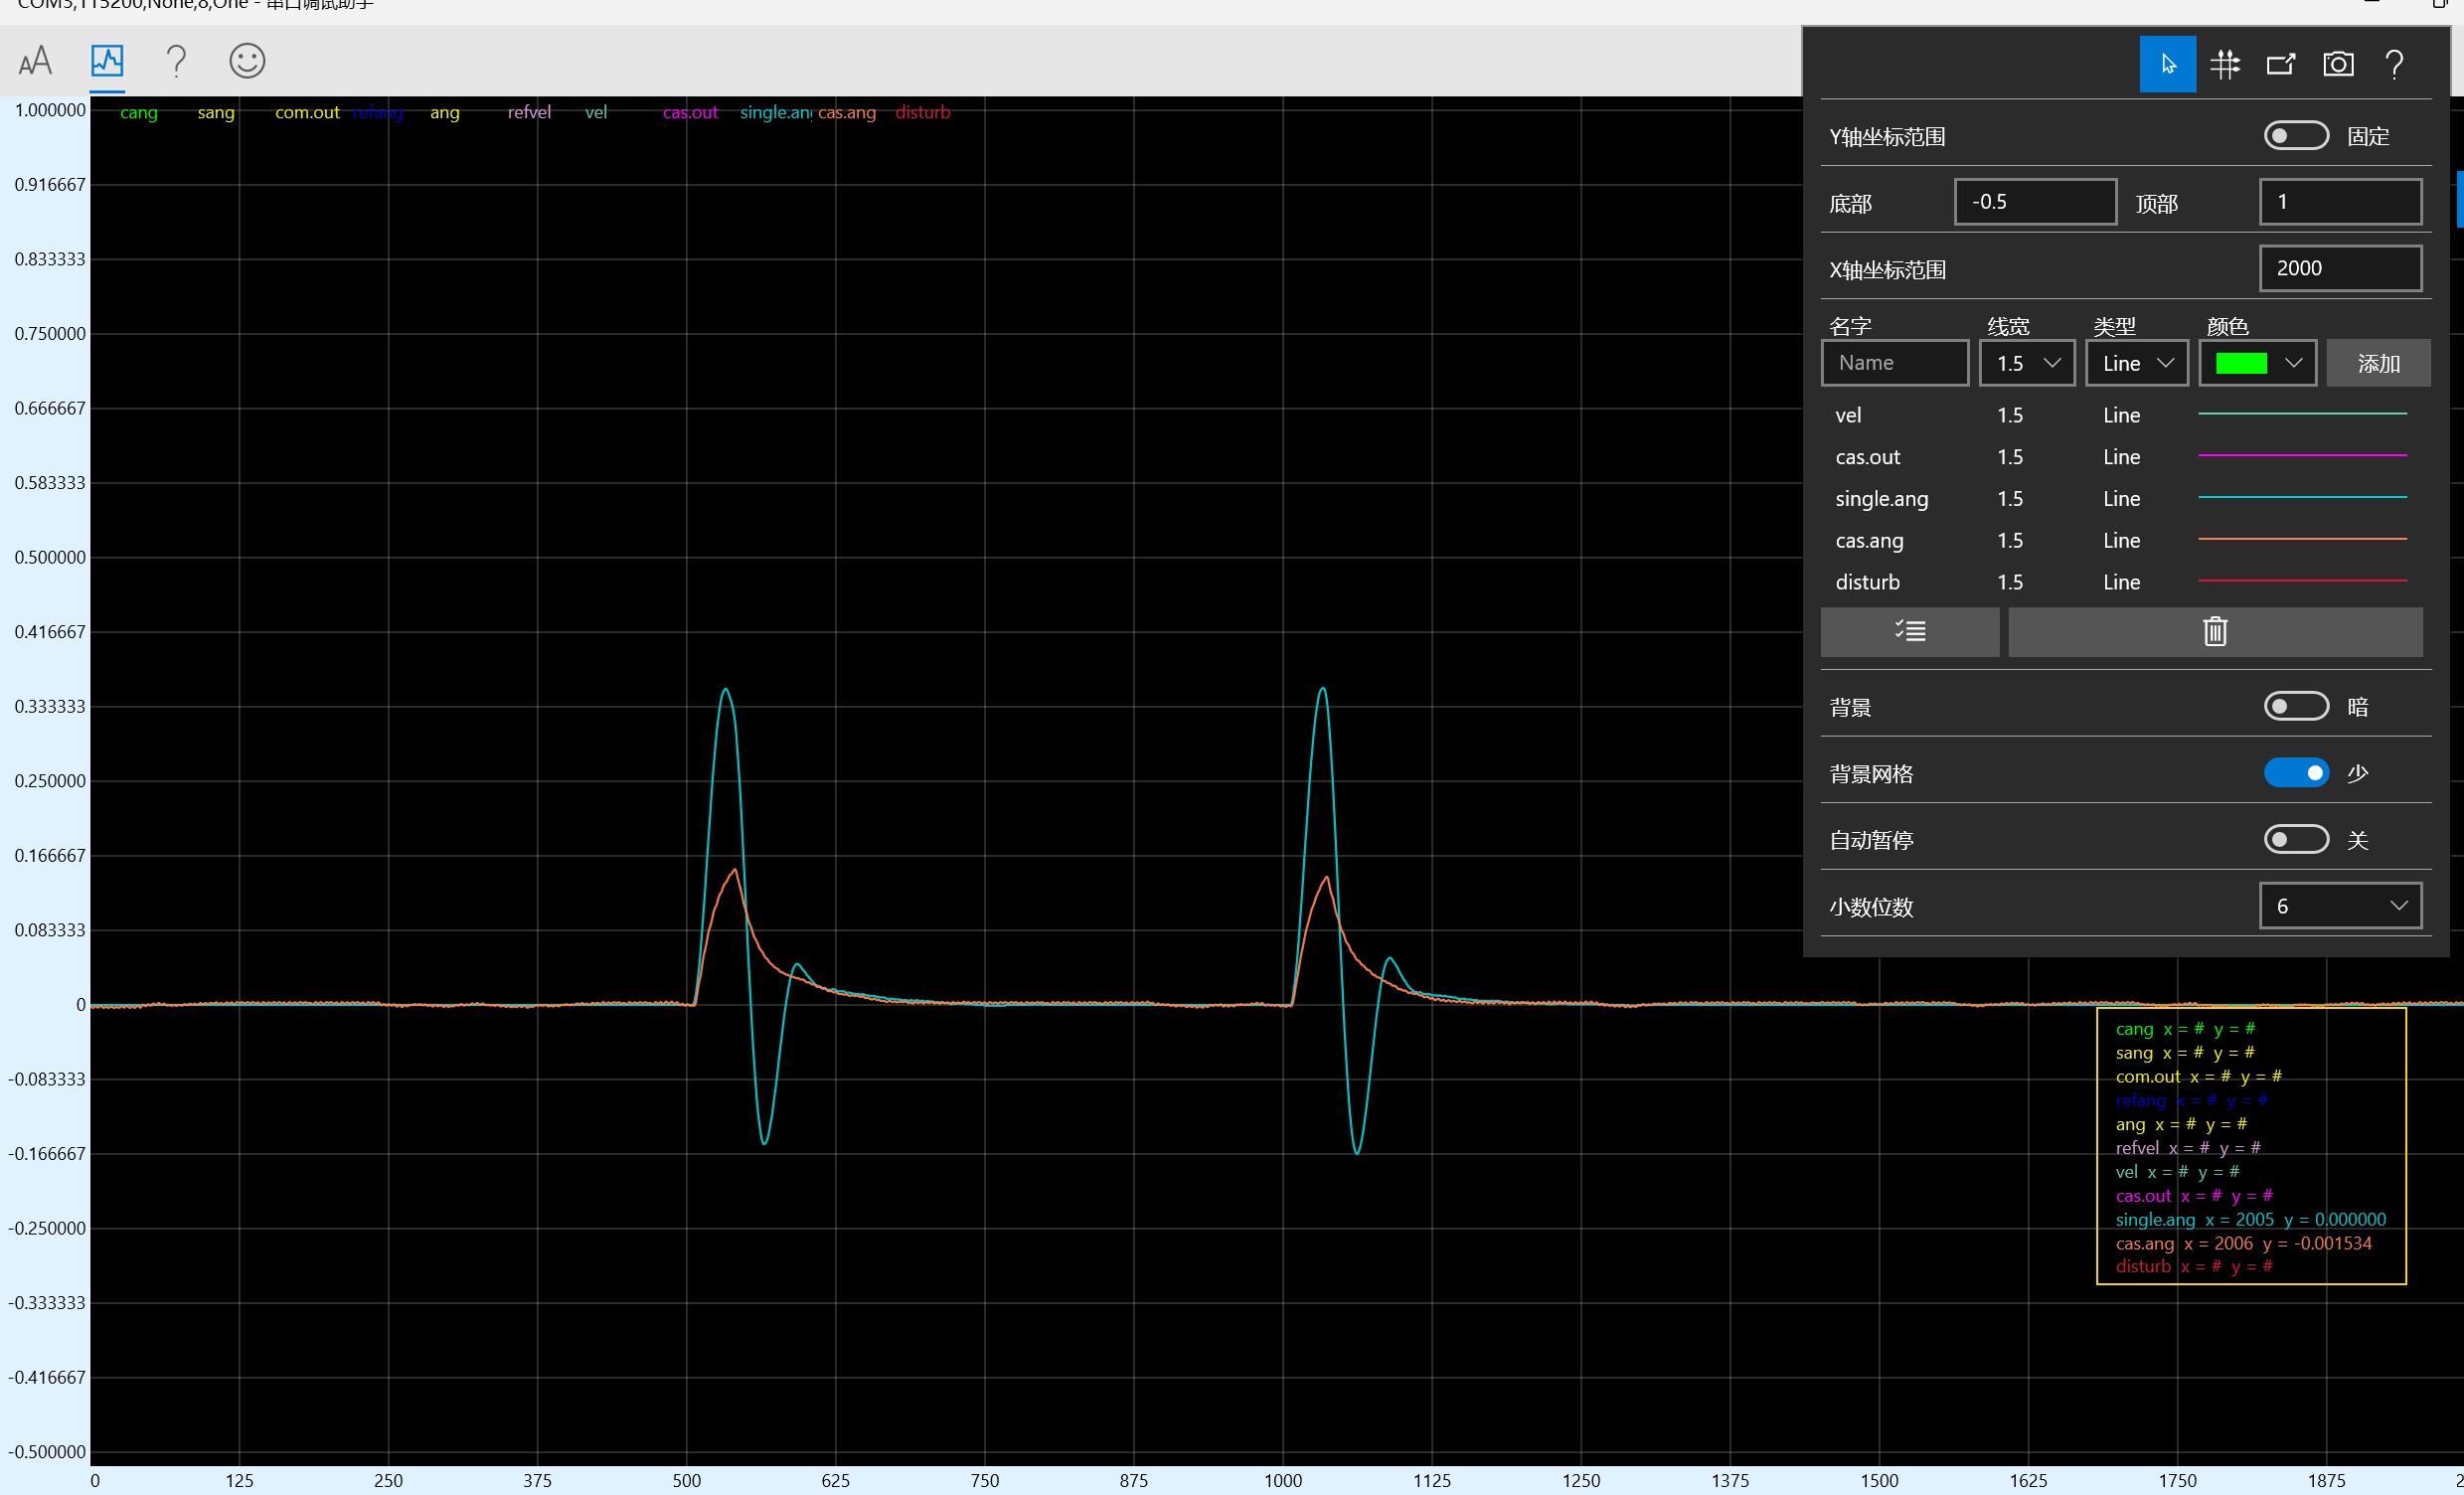 COM3,115200,None,8,One - 串口调试助手
cang sang com.out refang ang refvel vel cas.out single.ang cas.ang disturb
1.000000
0.916667
0.833333
0.750000
0.666667
0.583333
0.500000
0.416667
0.333333
0.250000
0.166667
0.083333
0
-0.083333
-0.166667
-0.250000
-0.333333
-0.416667
-0.500000
0 125 250 375 500 625 750 875 1000 1125 1250 1375 1500 1625 1750 1875
Y轴坐标范围 固定
底部 -0.5 顶部 1
X轴坐标范围 2000
名字 线宽 类型 颜色
Name 1.5 Line 添加
vel 1.5 Line
cas.out 1.5 Line
single.ang 1.5 Line
cas.ang 1.5 Line
disturb 1.5 Line
背景 暗
背景网格 少
自动暂停 关
小数位数 6
cang x = # y = #
sang x = # y = #
com.out x = # y = #
refang x = # y = #
ang x = # y = #
refvel x = # y = #
vel x = # y = #
cas.out x = # y = #
single.ang x = 2005 y = 0.000000
cas.ang x = 2006 y = -0.001534
disturb x = # y = #